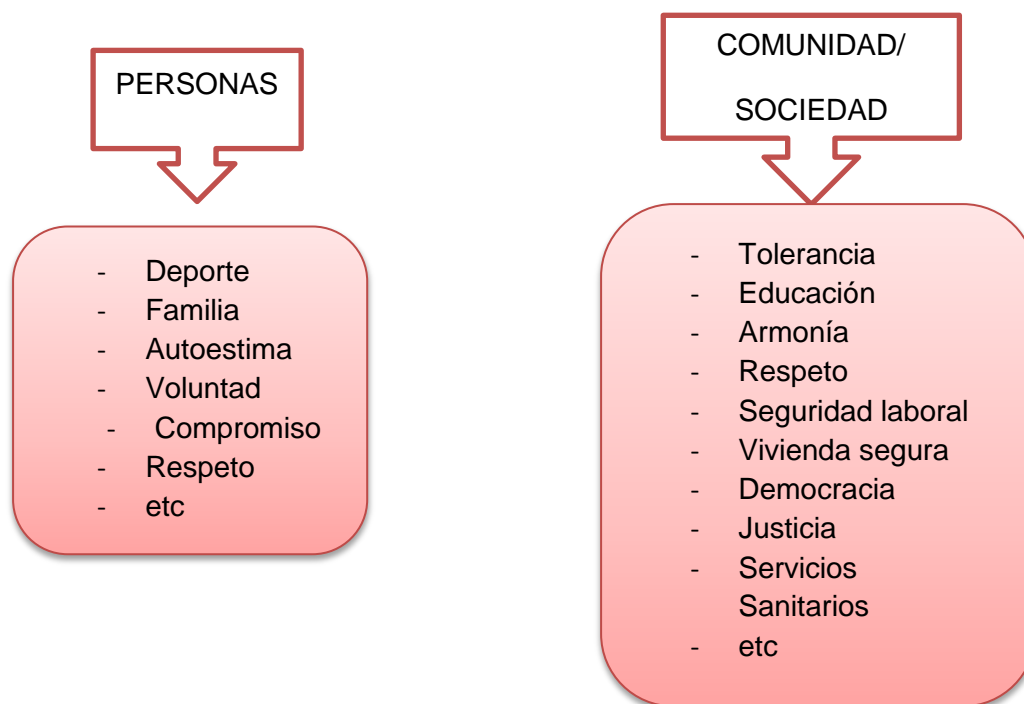 PERSONAS
- Deporte
- Familia
- Autoestima
- Voluntad
- Compromiso
- Respeto
- etc
COMUNIDAD/
SOCIEDAD
- Tolerancia
- Educación
- Armonía
- Respeto
- Seguridad laboral
- Vivienda segura
- Democracia
- Justicia
- Servicios
Sanitarios
- etc